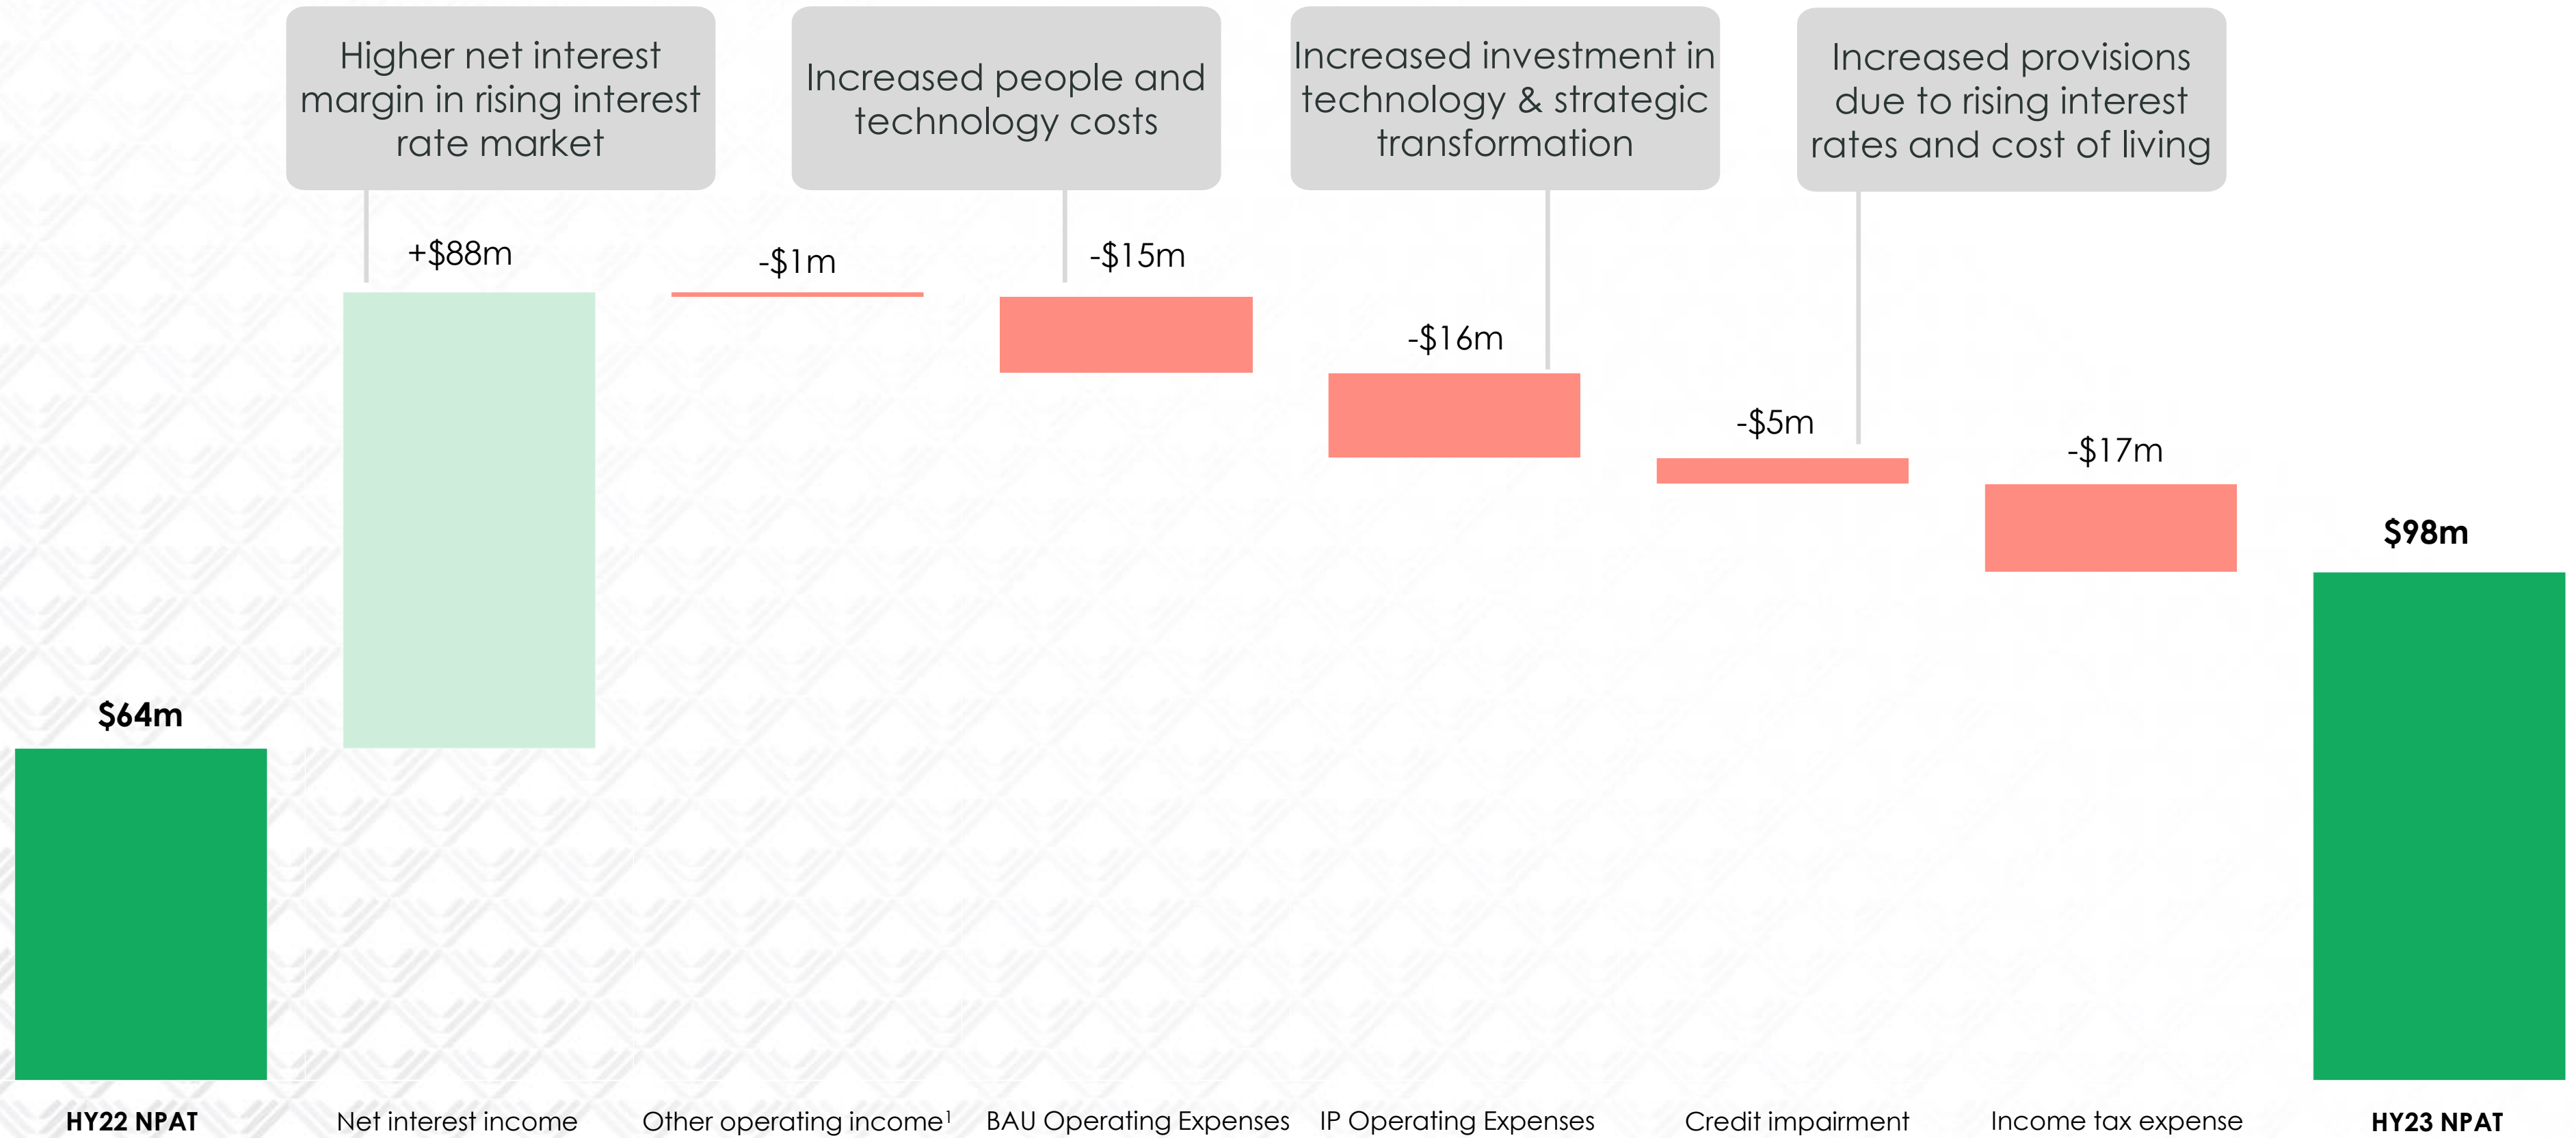 Higher net interest
margin in rising interest
rate market
Increased people and
technology costs
Increased investment in
technology & strategic
transformation
Increased provisions
due to rising interest
rates and cost of living
+$88m
-$1m
-$15m
-$16m
-$5m
-$17m
$98m
$64m
HY22 NPAT
Net interest income
Other operating income¹
BAU Operating Expenses
IP Operating Expenses
Credit impairment
Income tax expense
HY23 NPAT